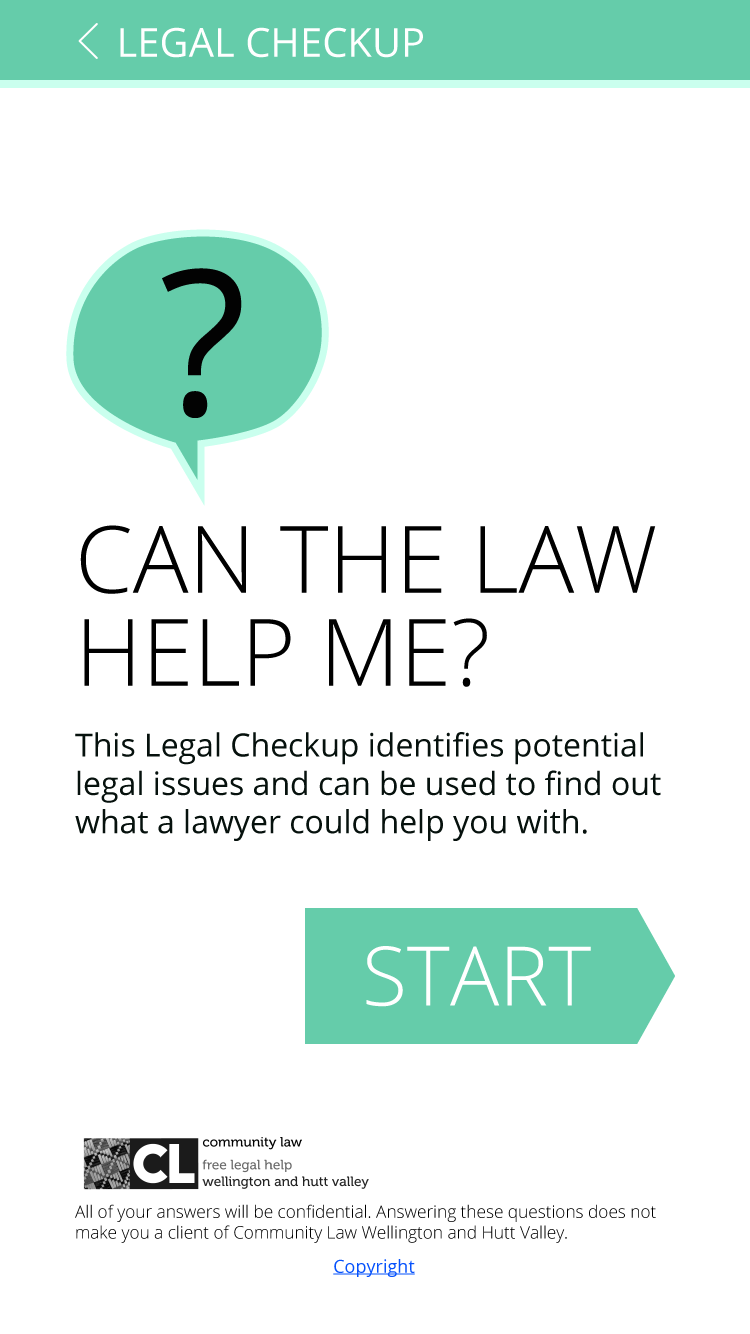 LEGAL CHECKUP
?
CAN THE LAW
HELP ME?
This Legal Checkup identifies potential
legal issues and can be used to find out
what a lawyer could help you with.
START
CL
community law
free legal help
wellington and hutt valley
All of your answers will be confidential. Answering these questions does not
make you a client of Community Law Wellington and Hutt Valley.
Copyright